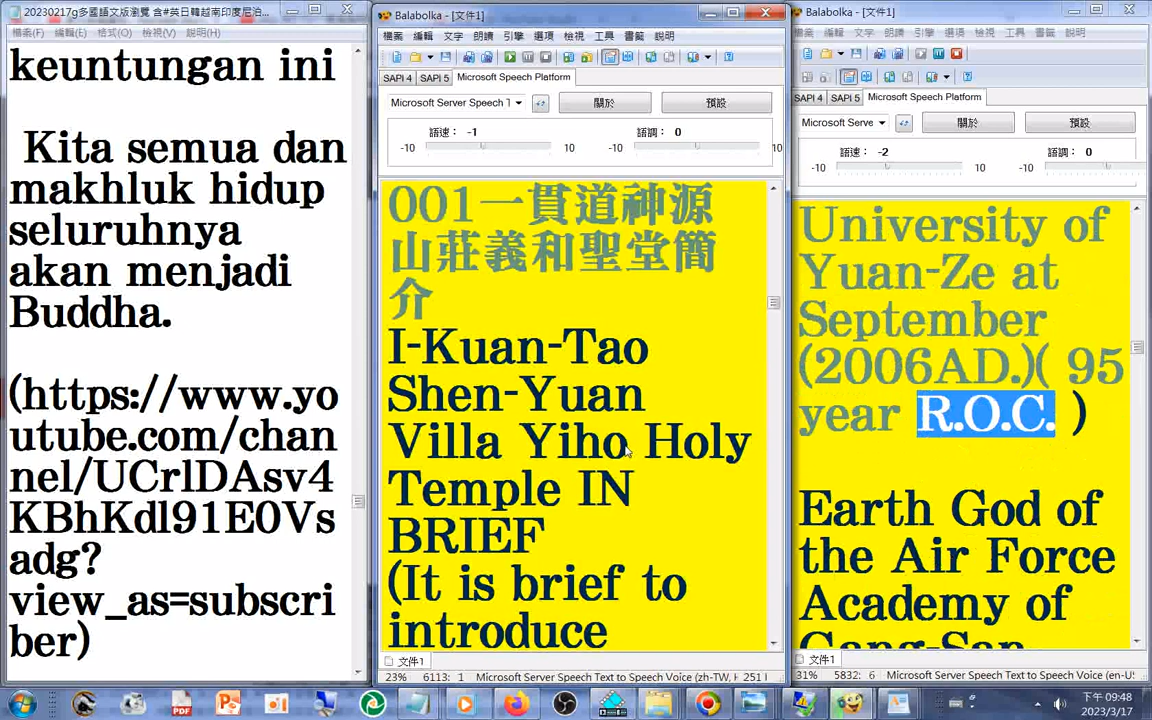 20230217g多國語文版瀏覽 含#英日韓越南印度尼泊...
檔案(F) 編輯(E) 格式(O) 檢視(V) 說明(H)
keuntungan ini
Kita semua dan
makhluk hidup
seluruhnya
akan menjadi
Buddha.
(https://www.yo
utube.com/chan
nel/UCrlDAsv4
KBhKdl91E0Vs
adg?
view_as=subscri
ber)
Balabolka - [文件1]
檔案 編輯 文字 朗讀 引擎 選項 檢視 工具 書籤 說明
SAPI 4 SAPI 5 Microsoft Speech Platform
Microsoft Server Speech T 關於 預設
語速： -1 語調： 0
-10 10 -10 10
001一貫道神源
山莊義和聖堂簡
介
I-Kuan-Tao
Shen-Yuan
Villa Yiho Holy
Temple IN
BRIEF
(It is brief to
introduce
文件1
23% 6113: 1 Microsoft Server Speech Text to Speech Voice (zh-TW, H
Balabolka - [文件1]
檔案 編輯 文字 朗讀 引擎 選項 檢視 工具 書籤 說明
SAPI 4 SAPI 5 Microsoft Speech Platform
Microsoft Serve 關於 預設
語速： -2 語調： 0
-10 10 -10
University of
Yuan-Ze at
September
(2006AD.)( 95
year R.O.C. )
Earth God of
the Air Force
Academy of
Gang-San
文件1
31% 5832: 6 Microsoft Server Speech Text to Speech Voice (en-U
下午 09:48
2023/3/17